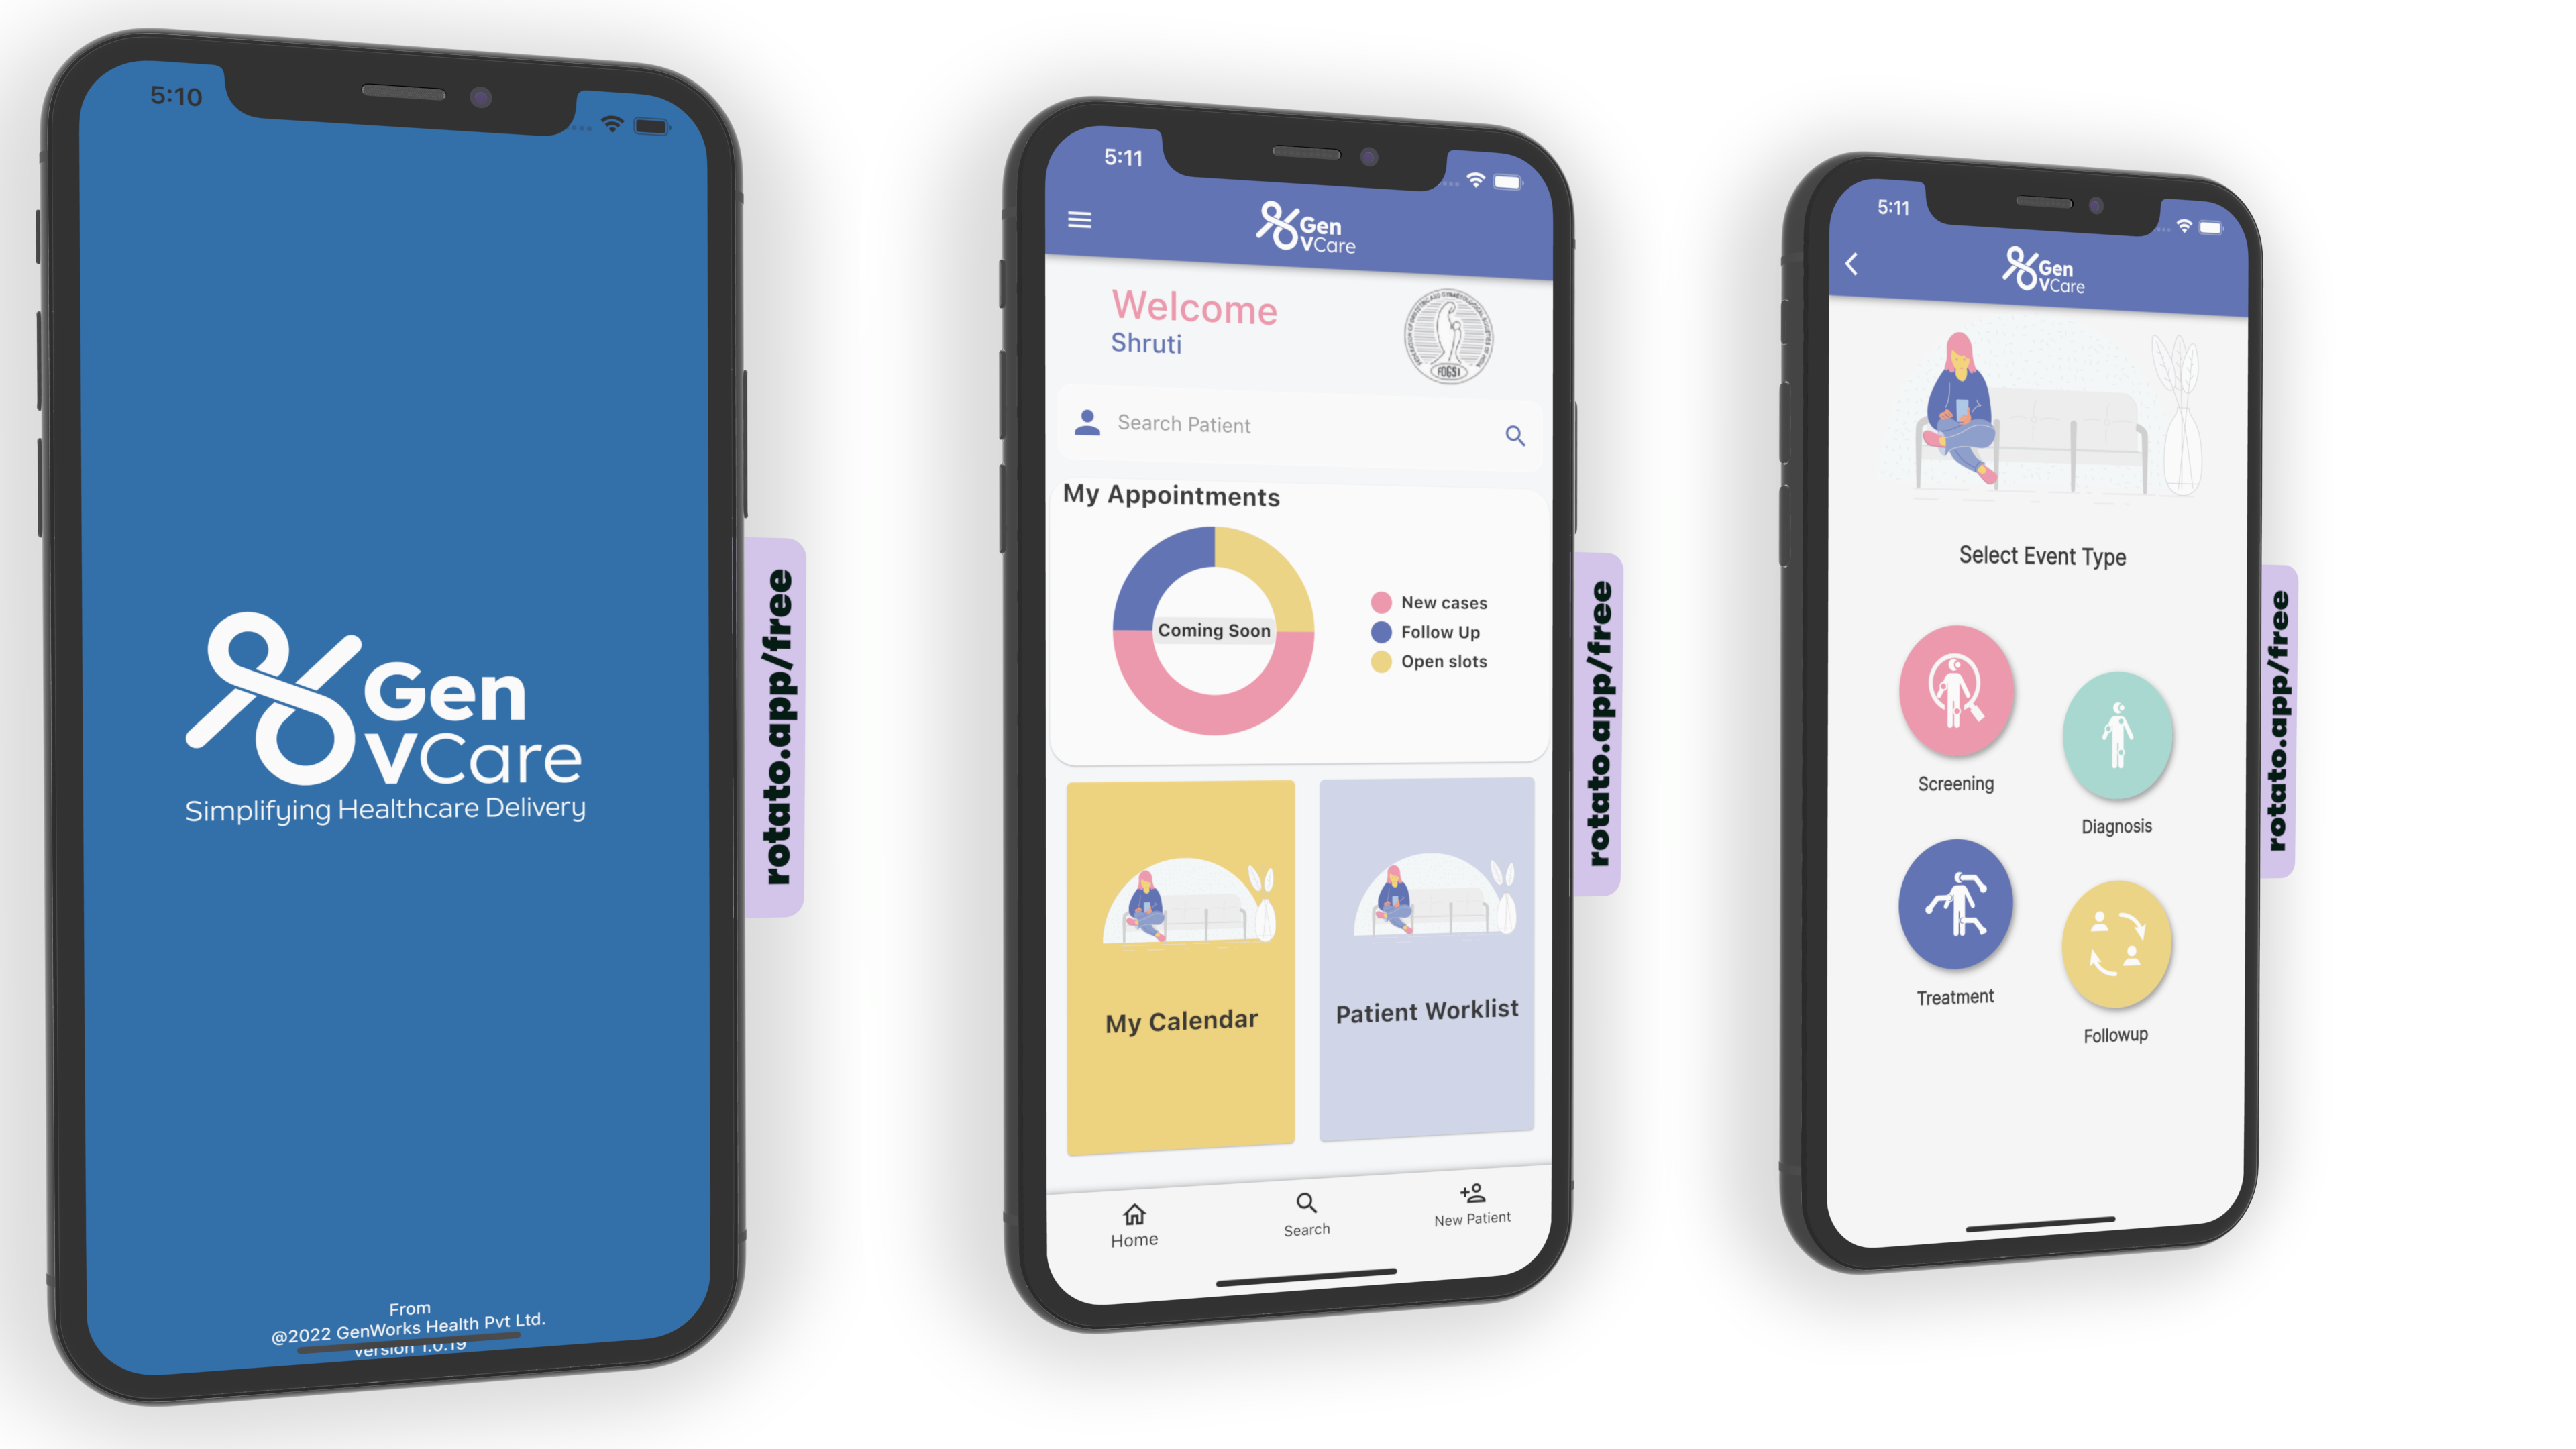 5:10
Gen
VCare
Simplifying Healthcare Delivery
From
@2022 GenWorks Health Pvt Ltd.
version 1.0.19
rotato.app/free
5:11
Gen
VCare
Welcome
Shruti
FOGSI
Search Patient
My Appointments
Coming Soon
New cases
Follow Up
Open slots
My Calendar
Patient Worklist
Home
Search
New Patient
rotato.app/free
5:11
Gen
VCare
Select Event Type
Screening
Diagnosis
Treatment
Followup
rotato.app/free